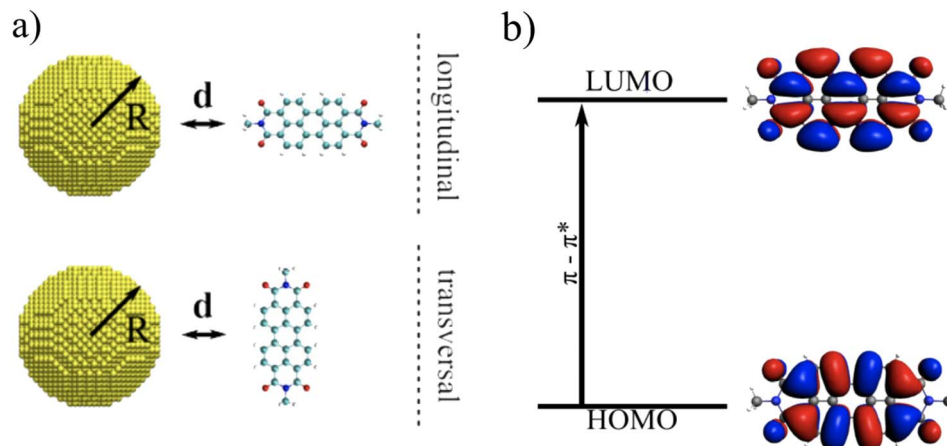 a)
R
d
longitudinal
R
d
transversal
b)
LUMO
π - π*
HOMO